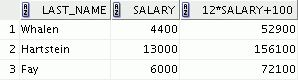 LAST_NAME SALARY 12*SALARY+100
1 Whalen 4400 52900
2 Hartstein 13000 156100
3 Fay 6000 72100